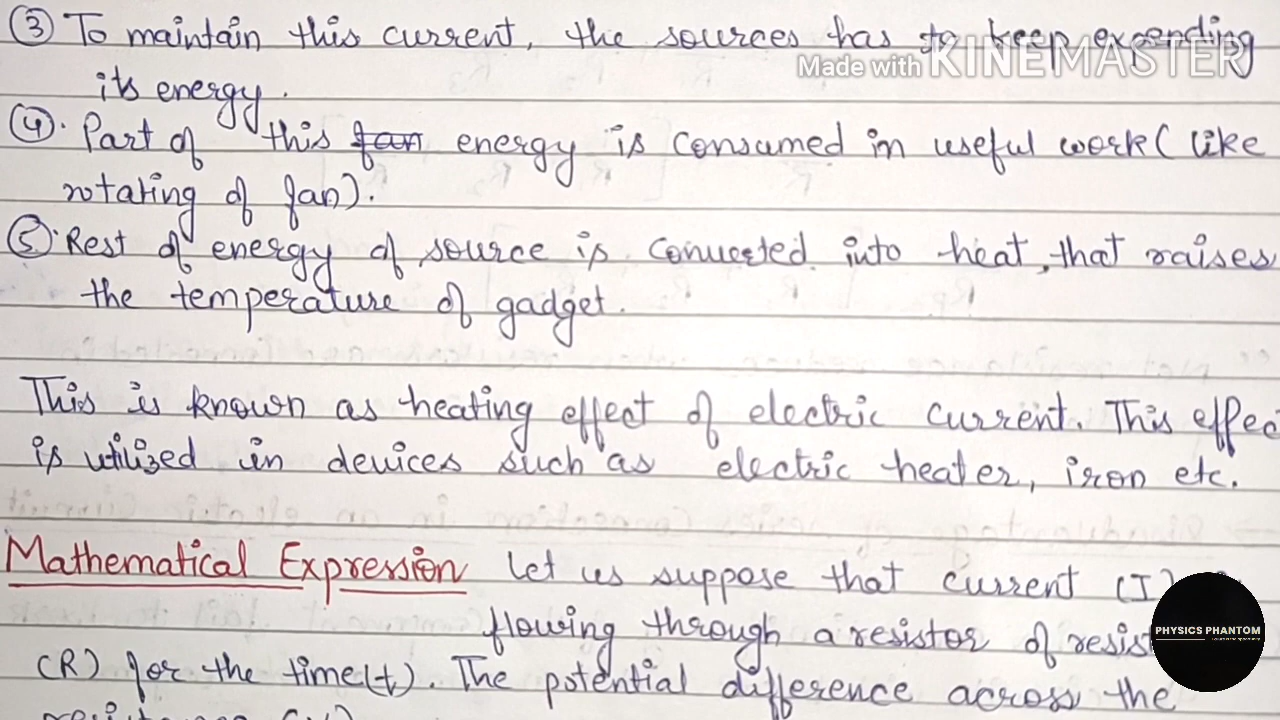 ③ To maintain this current, the sources has to keep expending
Made with KINEMASTER
its energy.
④. Part of this fan energy is consumed in useful work( like
rotating of fan).
⑤. Rest of energy of source is converted into heat, that raises
the temperature of gadget.
This is known as heating effect of electric current. This effec
is utilized in devices such as electric heater, iron etc.
Mathematical Expression let us suppose that current (I)
flowing through a resistor of resist
PHYSICS PHANTOM
(R) for the time(t). The potential difference across the